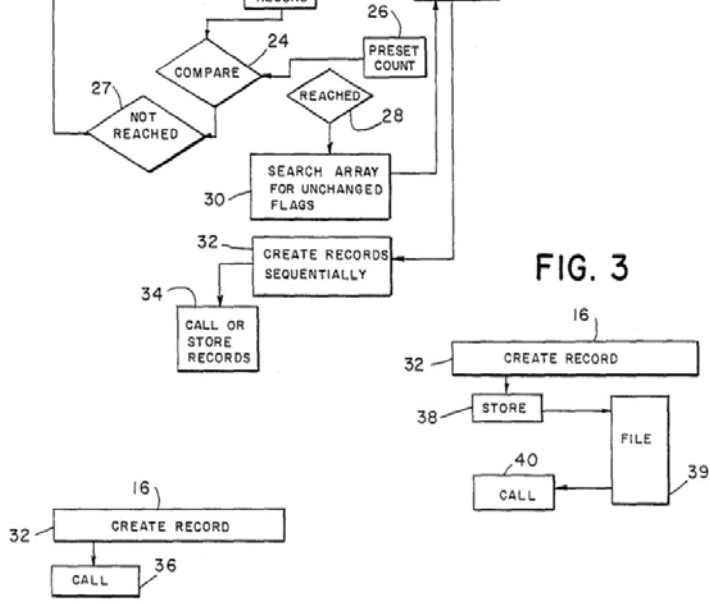 RECORD
26
24
PRESET
COUNT
COMPARE
27
REACHED
NOT
REACHED
28
SEARCH ARRAY
FOR UNCHANGED
FLAGS
30
32
CREATE RECORDS
SEQUENTIALLY
FIG. 3
34
CALL OR
STORE
RECORDS
16
CREATE RECORD
32
STORE
38
FILE
40
CALL
39
16
CREATE RECORD
32
CALL
36